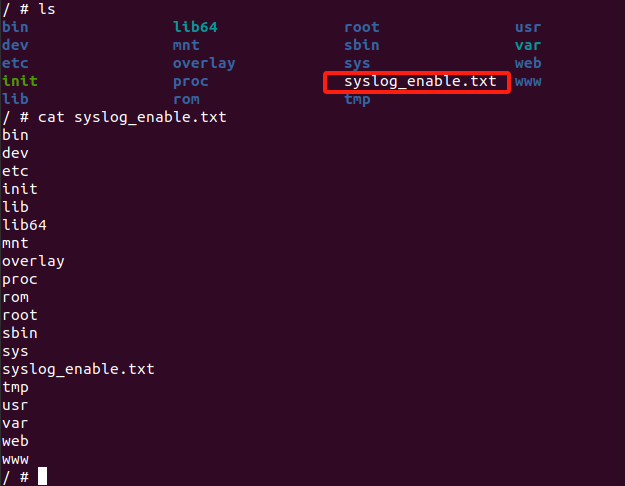 / # ls
bin lib64 root usr
dev mnt sbin var
etc overlay sys web
init proc syslog_enable.txt www
lib rom tmp
/ # cat syslog_enable.txt
bin
dev
etc
init
lib
lib64
mnt
overlay
proc
rom
root
sbin
sys
syslog_enable.txt
tmp
usr
var
web
www
/ #